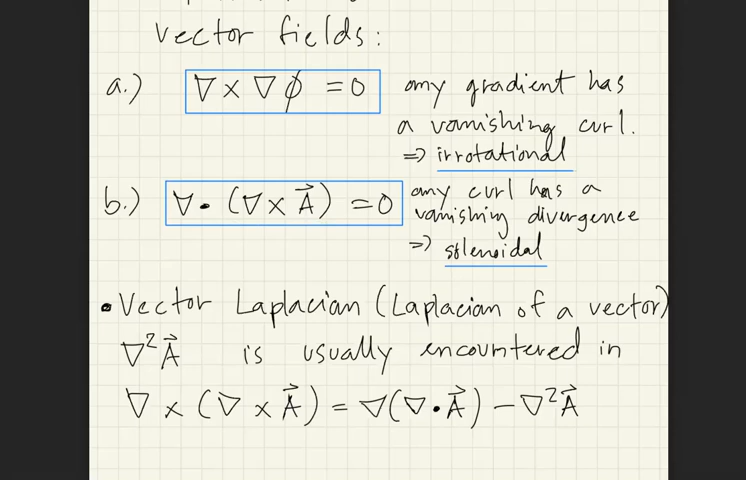 vector fields:
a.) ∇ × ∇ϕ = 0 any gradient has
a vanishing curl.
⇒ irrotational
b.) ∇ • (∇ × A⃗) = 0 any curl has a
vanishing divergence
⇒ solenoidal
• Vector Laplacian (Laplacian of a vector)
∇²A⃗ is usually encountered in
∇ × (∇ × A⃗) = ∇(∇ • A⃗) − ∇²A⃗